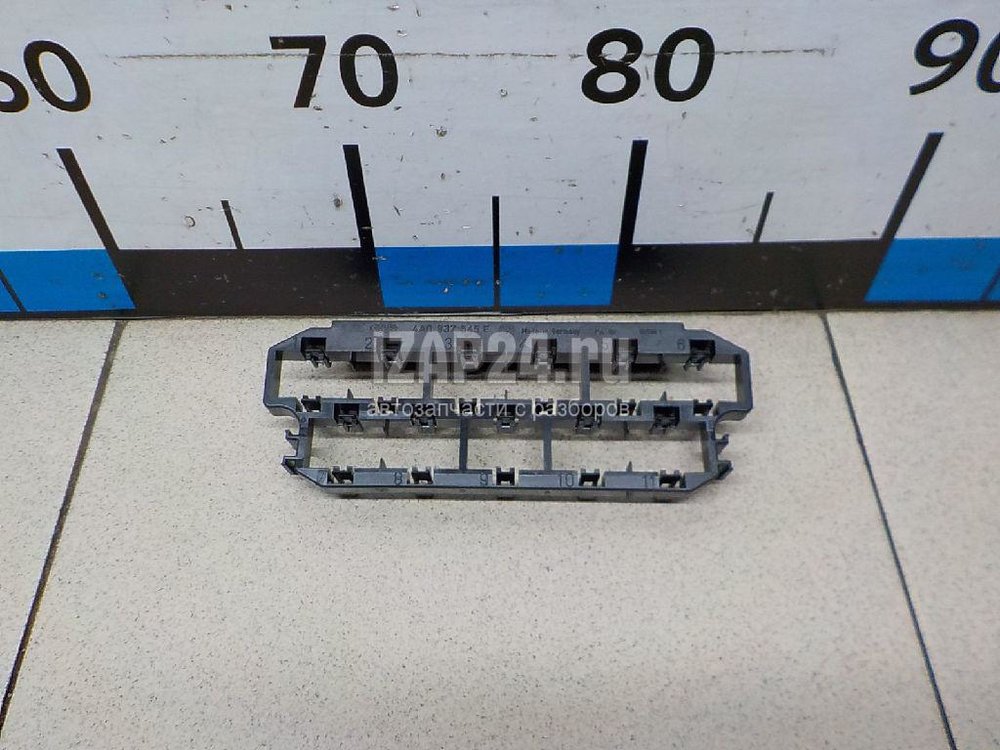 60 70 80 90
4A0 937 545 E Made in Germany
2 3 6
IZAP24.ru
автозапчасти с разборов
8 9 10 11